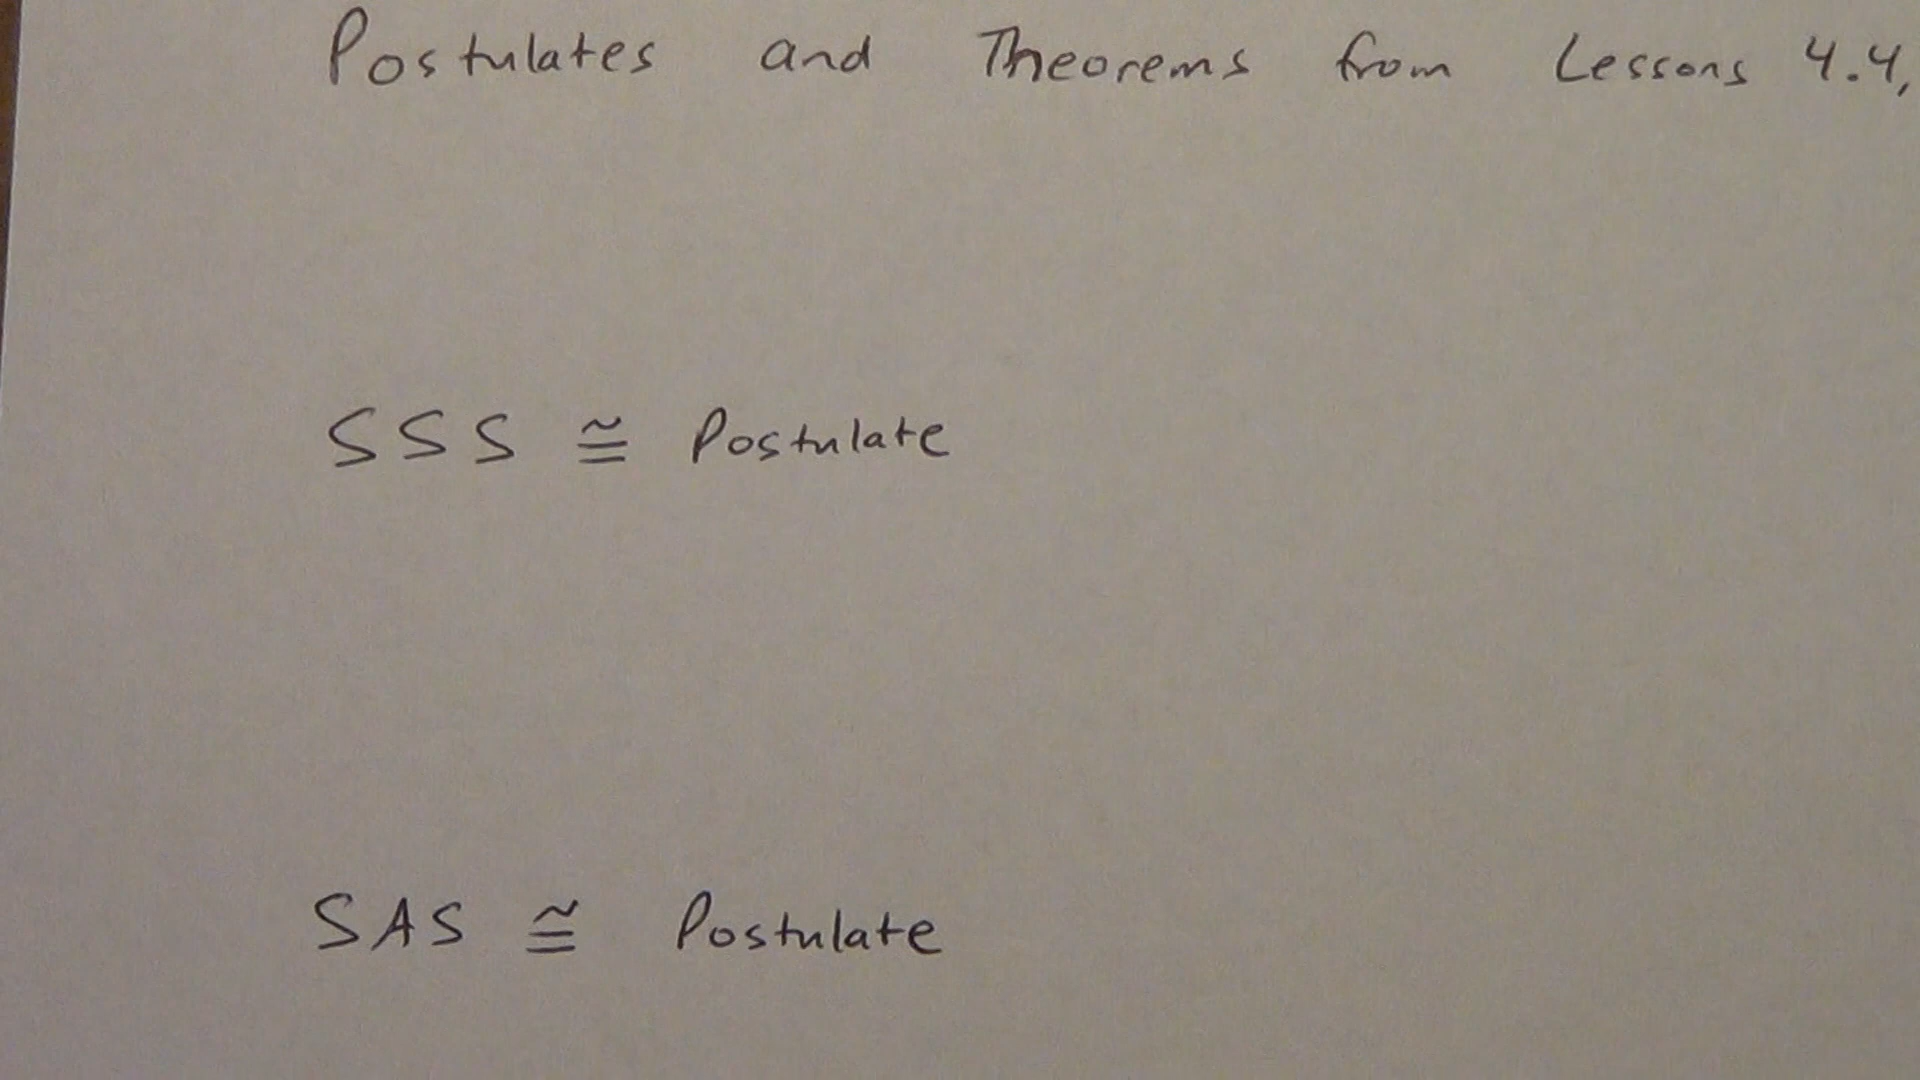 Postulates and Theorems from Lessons 4.4,
SSS ≅ Postulate
SAS ≅ Postulate